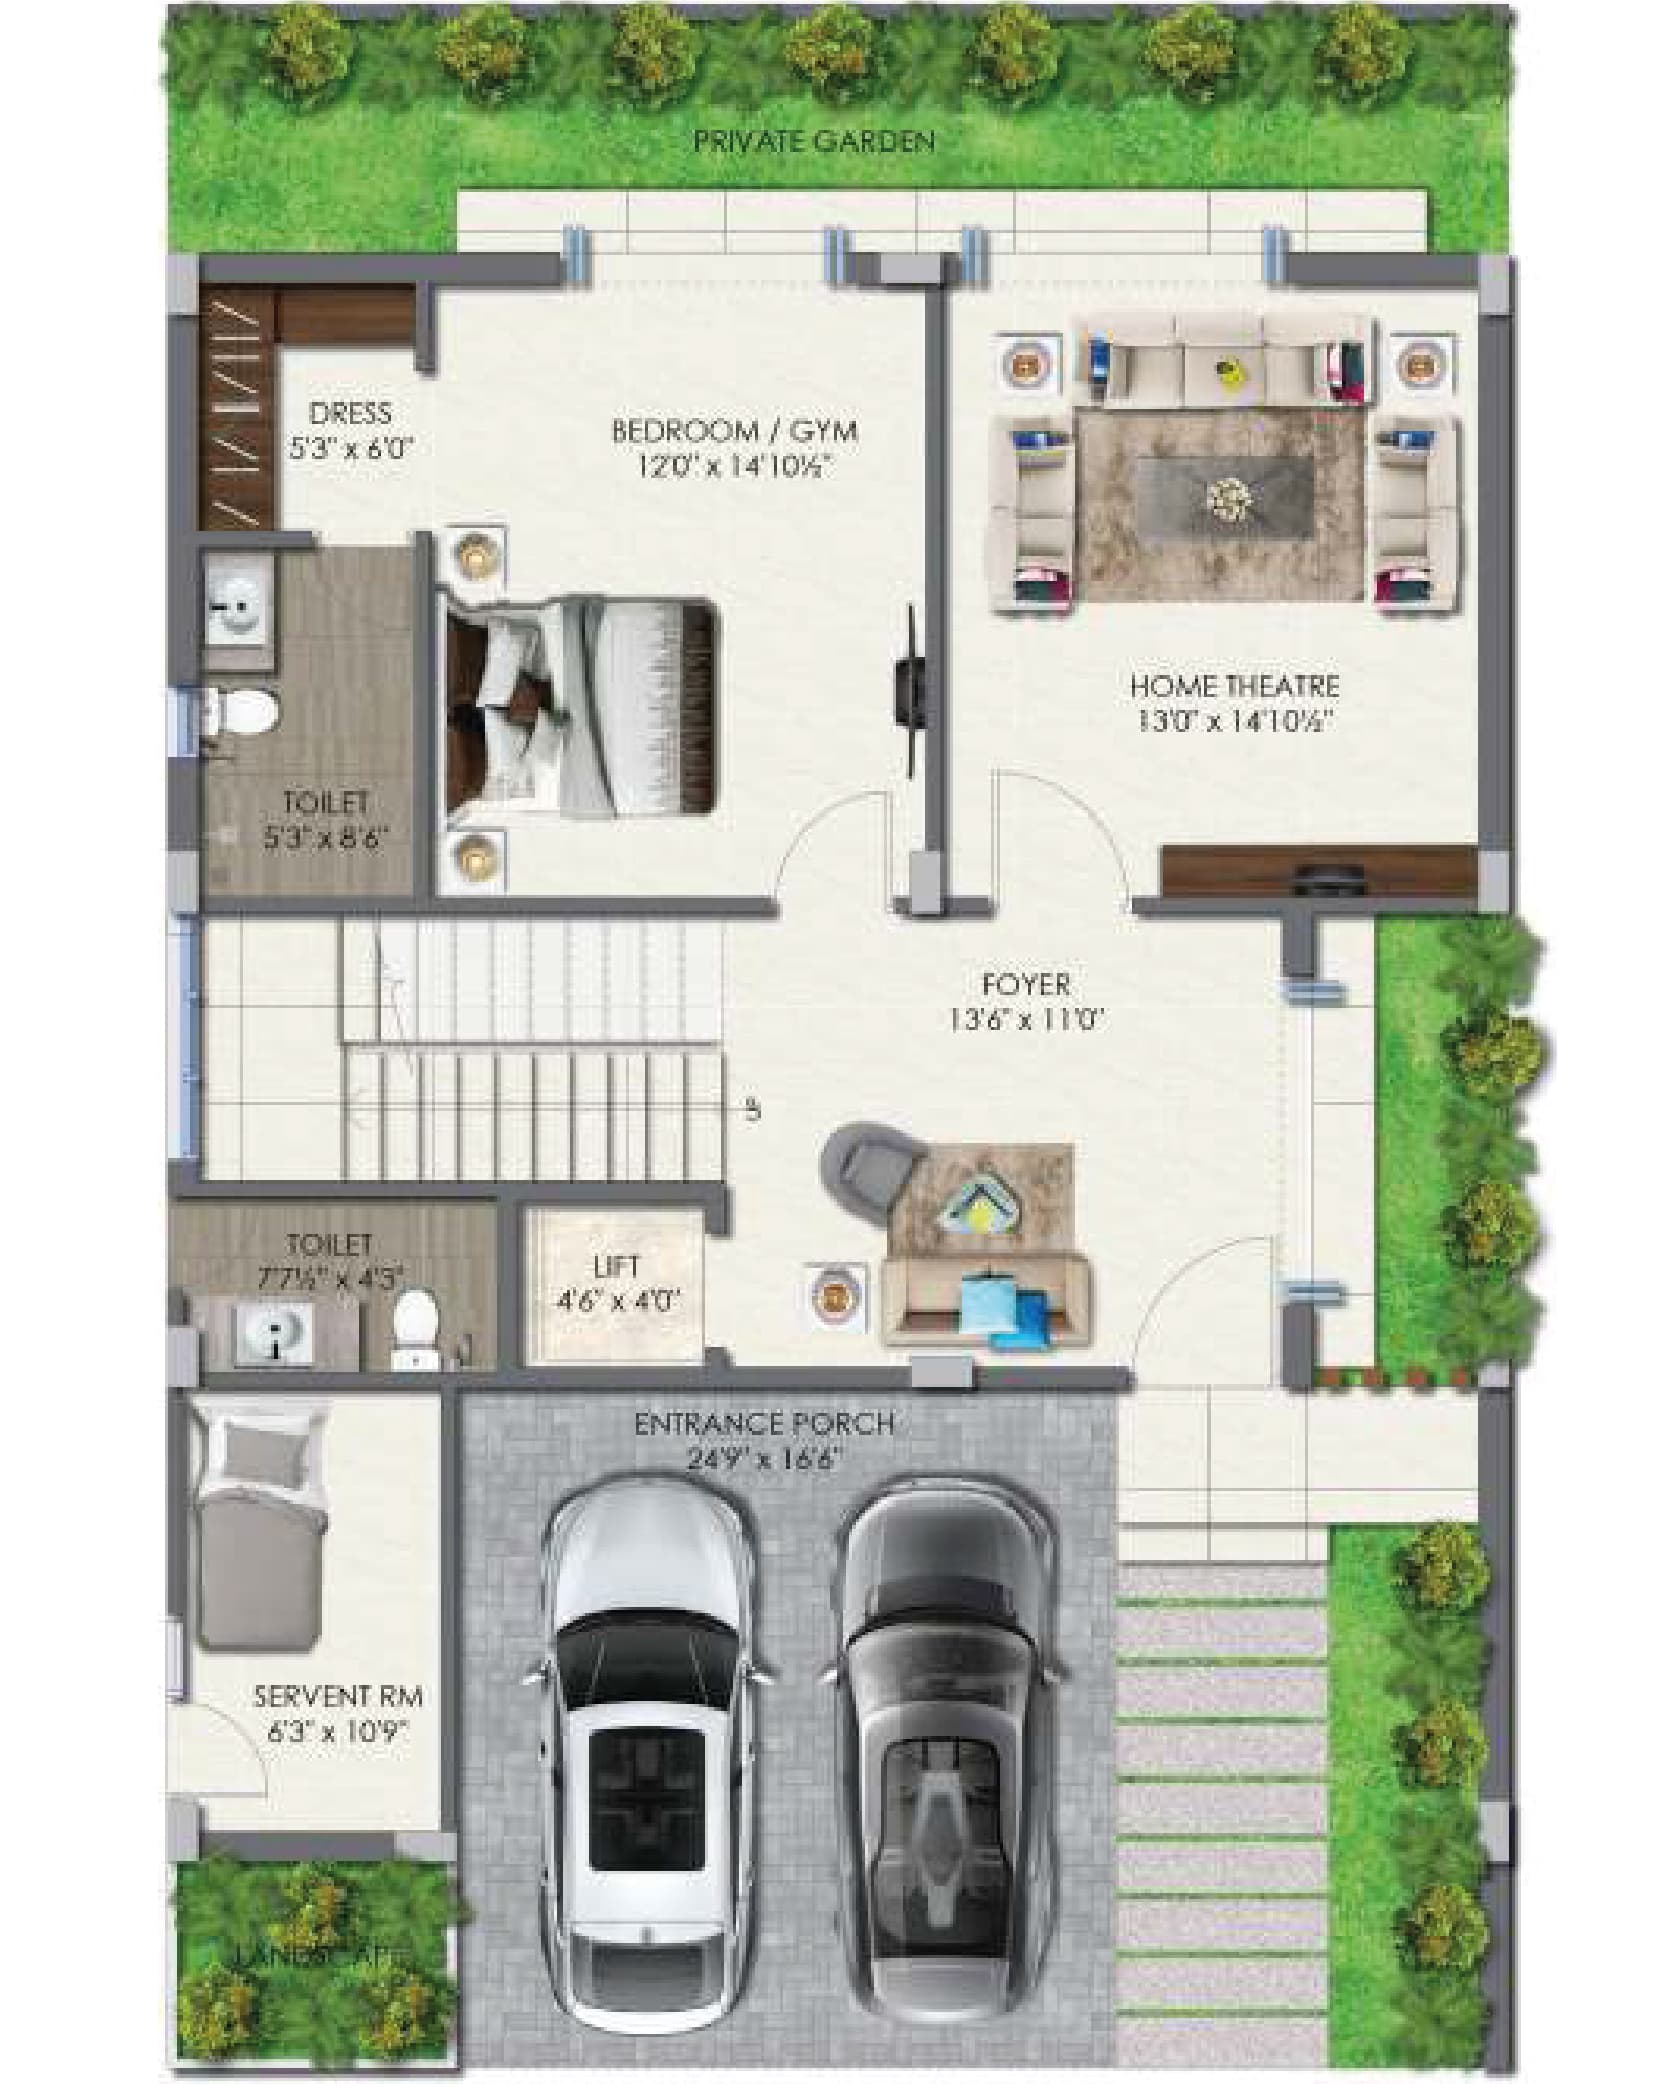 PRIVATE GARDEN
DRESS
5'3" x 6'0"
BEDROOM / GYM
12'0" x 14'10½"
HOME THEATRE
13'0" x 14'10½"
TOILET
5'3" x 8'6"
FOYER
13'6" x 11'0"
TOILET
7'7½" x 4'3"
LIFT
4'6" x 4'0"
ENTRANCE PORCH
24'9" x 16'6"
SERVENT RM
6'3" x 10'9"
LANDSCAPE